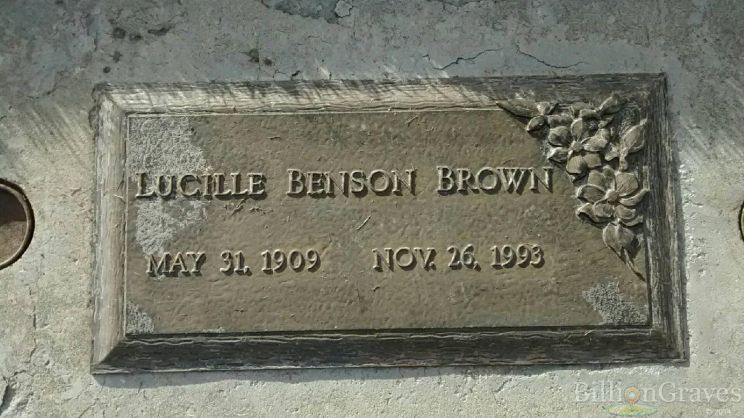 LUCILLE BENSON BROWN
MAY 31, 1909 NOV. 26, 1993
BillionGraves